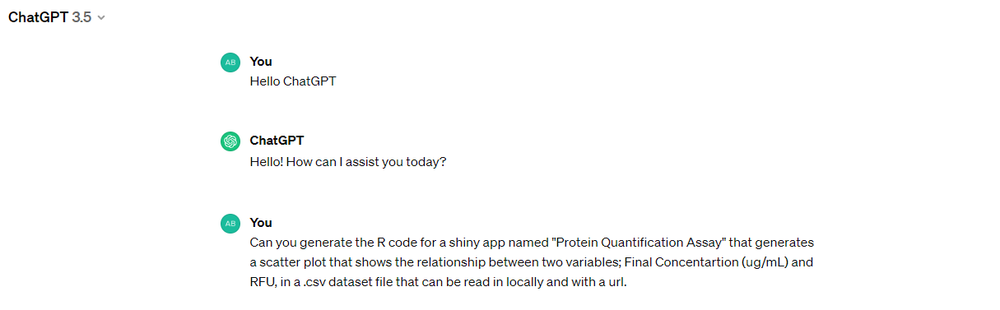 ChatGPT 3.5
AB
You
Hello ChatGPT
ChatGPT
Hello! How can I assist you today?
AB
You
Can you generate the R code for a shiny app named "Protein Quantification Assay" that generates
a scatter plot that shows the relationship between two variables; Final Concentartion (ug/mL) and
RFU, in a .csv dataset file that can be read in locally and with a url.